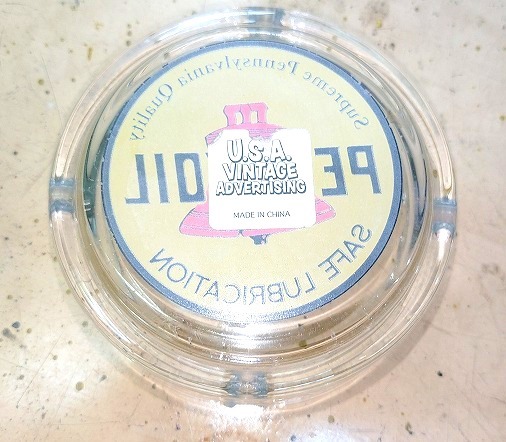 Supreme Pennsylvania Quality
PE
OIL
U.S.A.
VINTAGE
ADVERTISING
MADE IN CHINA
SAFE LUBRICATION